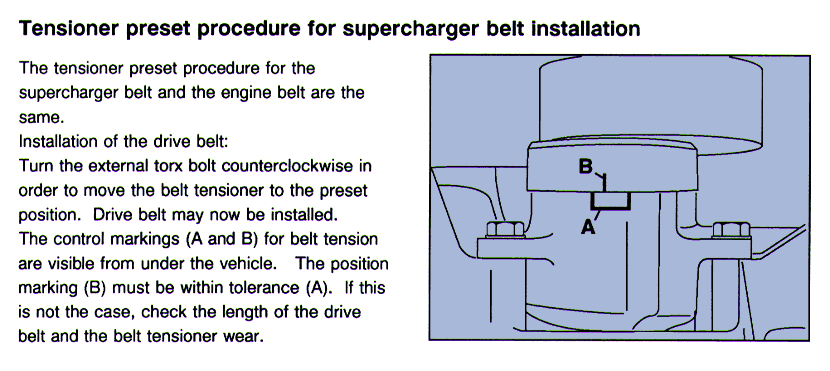 Tensioner preset procedure for supercharger belt installation
The tensioner preset procedure for the
supercharger belt and the engine belt are the
same.
Installation of the drive belt:
Turn the external torx bolt counterclockwise in
order to move the belt tensioner to the preset
position. Drive belt may now be installed.
The control markings (A and B) for belt tension
are visible from under the vehicle. The position
marking (B) must be within tolerance (A). If this
is not the case, check the length of the drive
belt and the belt tensioner wear.
B
A